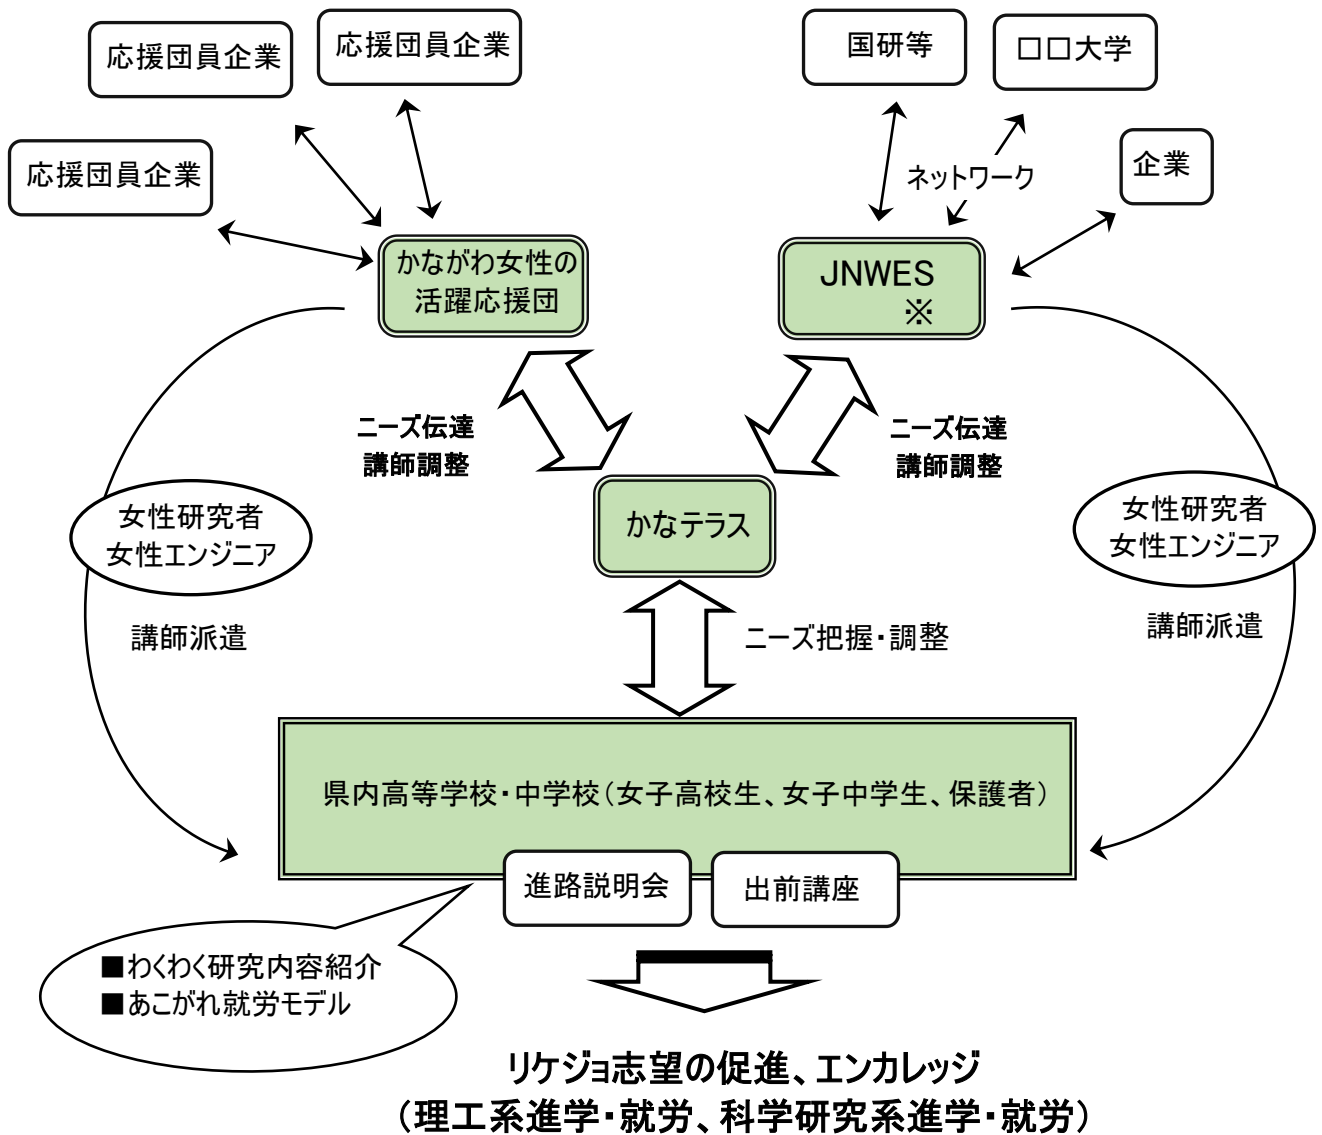 応援団員企業
応援団員企業
応援団員企業
国研等
□□大学
ネットワーク
企業
かながわ女性の
活躍応援団
JNWES
※
ニーズ伝達
講師調整
ニーズ伝達
講師調整
かなテラス
女性研究者
女性エンジニア
講師派遣
女性研究者
女性エンジニア
講師派遣
ニーズ把握・調整
県内高等学校・中学校（女子高校生、女子中学生、保護者）
進路説明会
出前講座
■わくわく研究内容紹介
■あこがれ就労モデル
リケジョ志望の促進、エンカレッジ
（理工系進学・就労、科学研究系進学・就労）